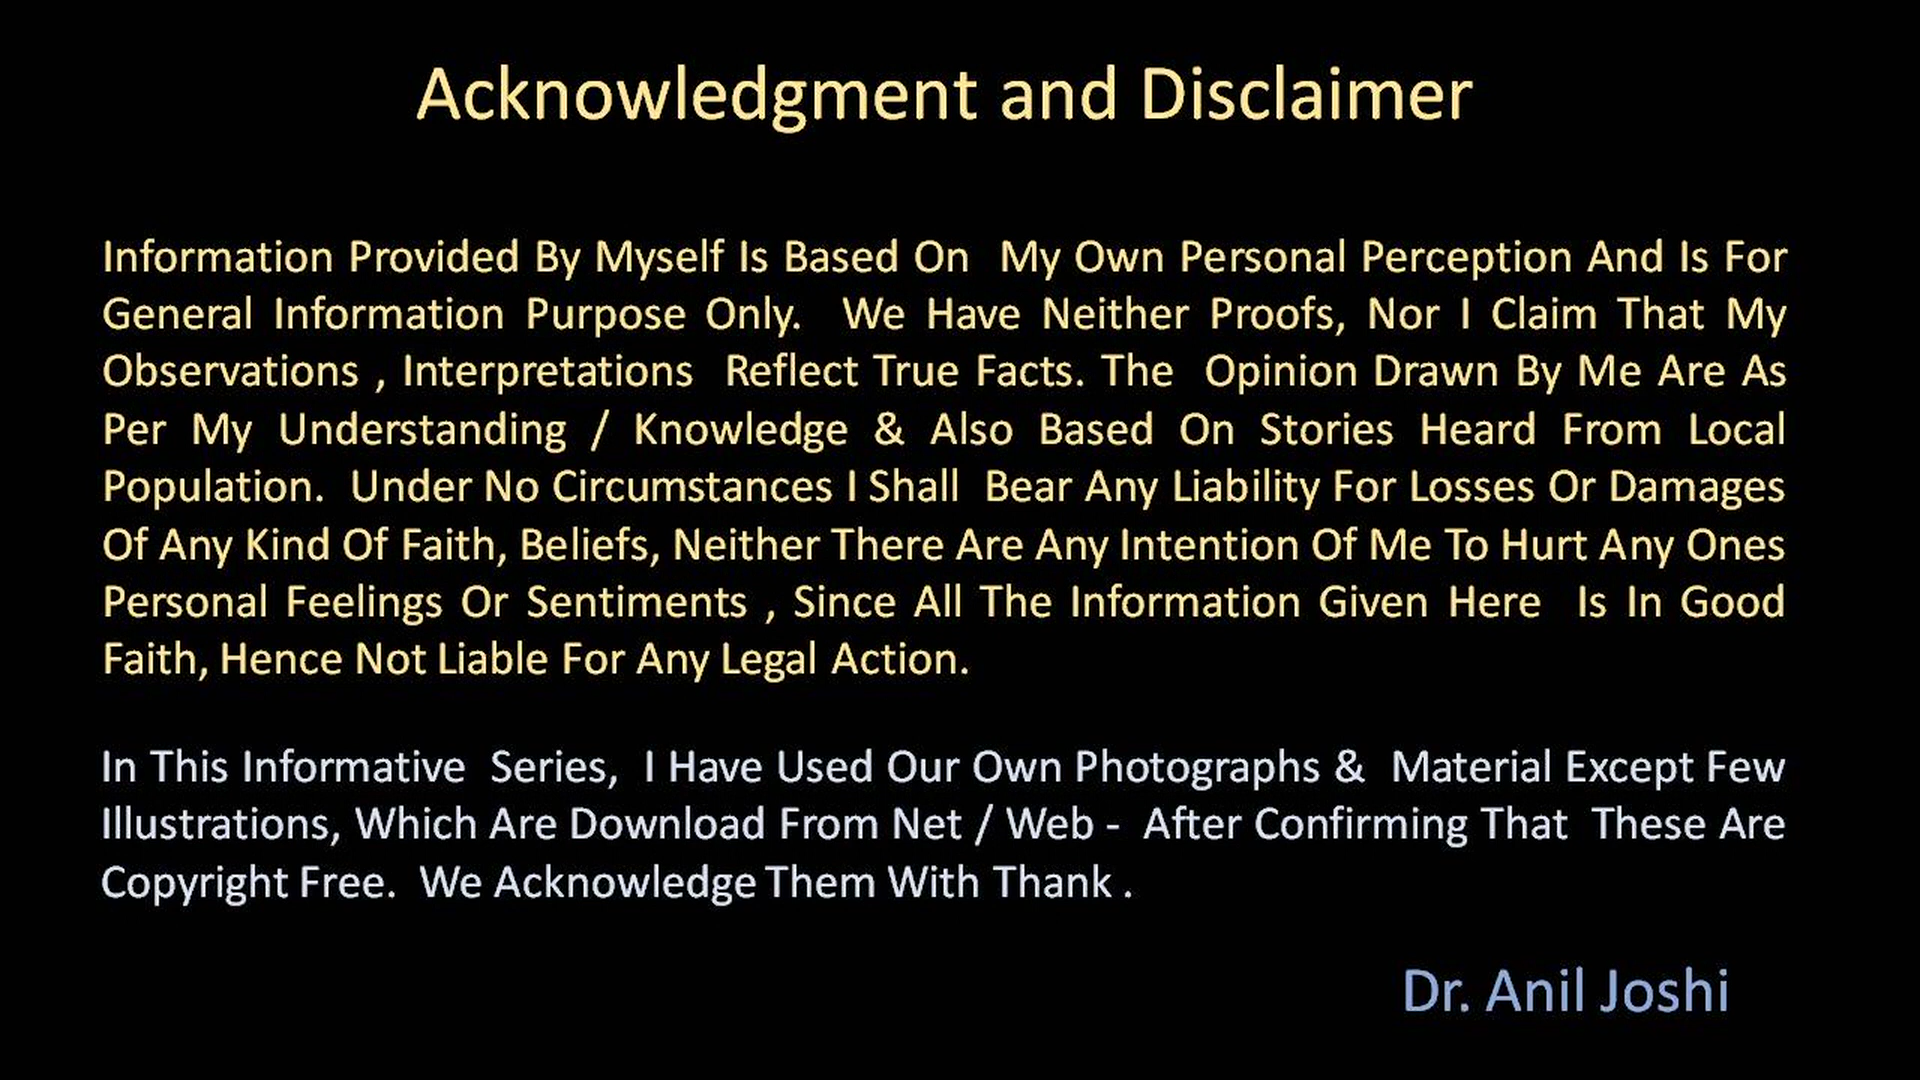 Acknowledgment and Disclaimer
Information Provided By Myself Is Based On My Own Personal Perception And Is For
General Information Purpose Only. We Have Neither Proofs, Nor I Claim That My
Observations , Interpretations Reflect True Facts. The Opinion Drawn By Me Are As
Per My Understanding / Knowledge & Also Based On Stories Heard From Local
Population. Under No Circumstances I Shall Bear Any Liability For Losses Or Damages
Of Any Kind Of Faith, Beliefs, Neither There Are Any Intention Of Me To Hurt Any Ones
Personal Feelings Or Sentiments , Since All The Information Given Here Is In Good
Faith, Hence Not Liable For Any Legal Action.
In This Informative Series, I Have Used Our Own Photographs & Material Except Few
Illustrations, Which Are Download From Net / Web - After Confirming That These Are
Copyright Free. We Acknowledge Them With Thank .
Dr. Anil Joshi